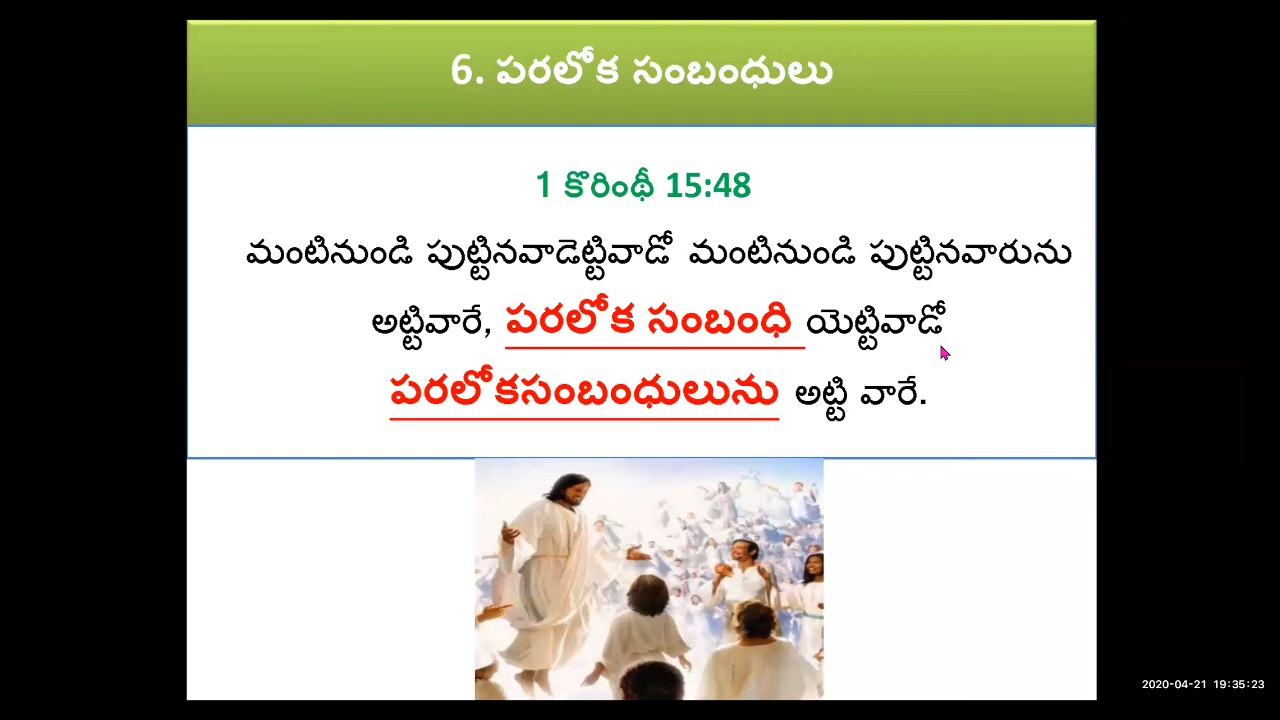 6. పరలోక సంబంధులు
1 కొరింథీ 15:48
మంటినుండి పుట్టినవాడెట్టివాడో మంటినుండి పుట్టినవారును
అట్టివారే, పరలోక సంబంధి యెట్టివాడో
పరలోకసంబంధులును అట్టి వారే.
2020-04-21 19:35:23